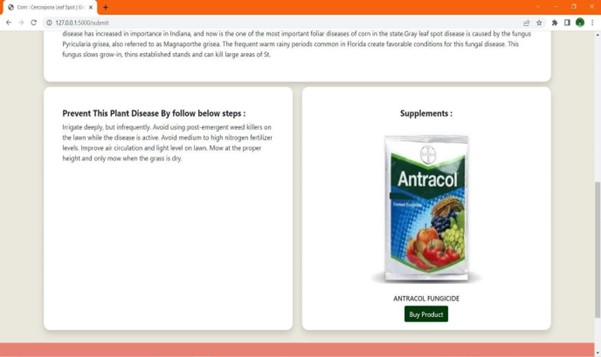 Corn : Cercospora Leaf Spot | G
127.0.0.1:5000/submit
disease has increased in importance in Indiana, and now is the one of the most important foliar diseases of corn in the state.Gray leaf spot disease is caused by the fungus
Pyricularia grisea, also referred to as Magnaporthe grisea. The frequent warm rainy periods common in Florida create favorable conditions for this fungal disease. This
fungus slows grow-in, thins established stands and can kill large areas of St.
Prevent This Plant Disease By follow below steps :
Irrigate deeply, but infrequently. Avoid using post-emergent weed killers on
the lawn while the disease is active. Avoid medium to high nitrogen fertilizer
levels. Improve air circulation and light level on lawn. Mow at the proper
height and only mow when the grass is dry.
Supplements :
Antracol
ANTRACOL FUNGICIDE
Buy Product